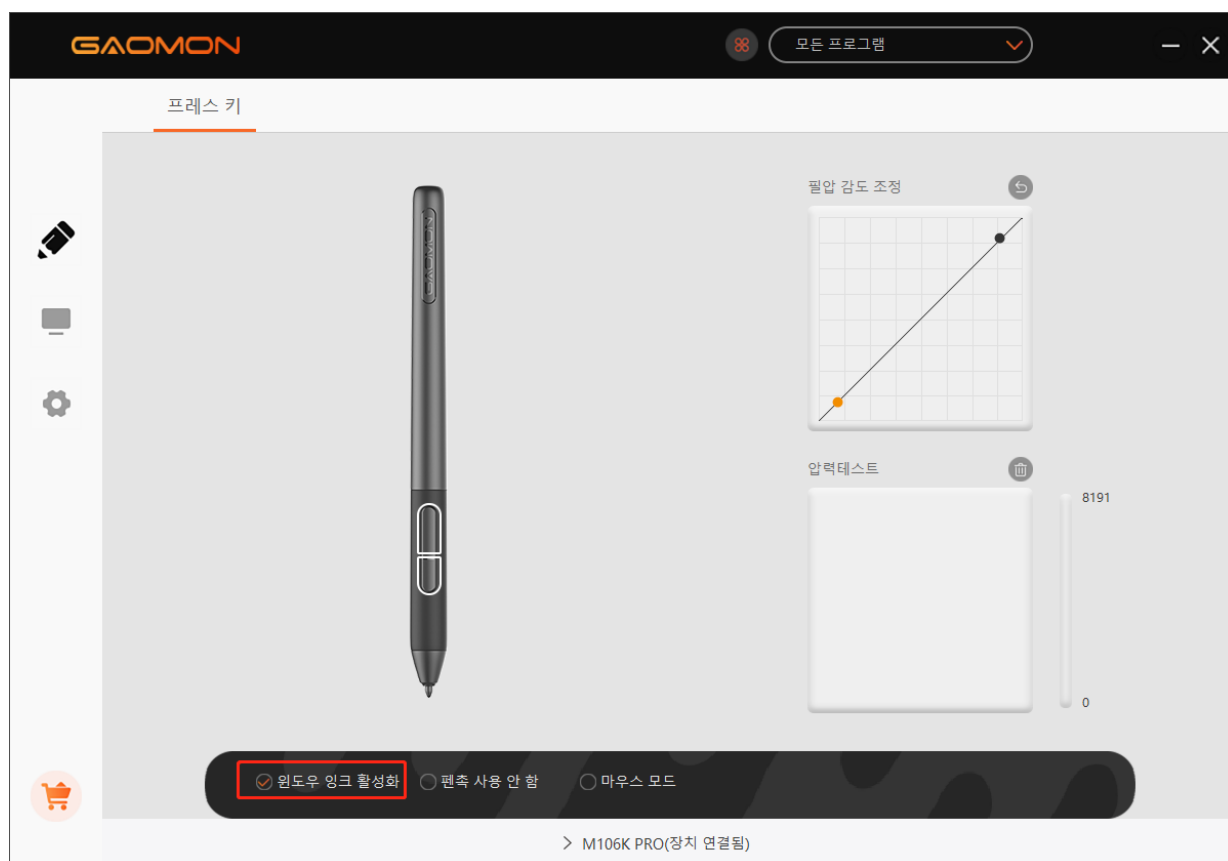 GAOMON
모든 프로그램
프레스 키
필압 감도 조정
GAOMON
압력테스트
8191
0
윈도우 잉크 활성화 펜촉 사용 안 함 마우스 모드
M106K PRO(장치 연결됨)